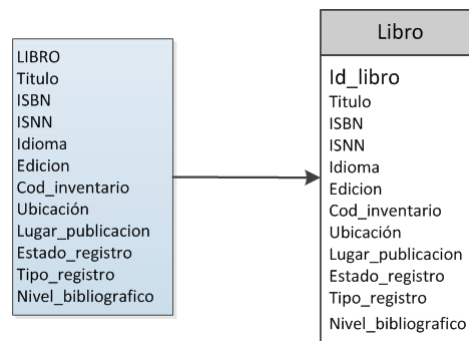 LIBRO
Titulo
ISBN
ISNN
Idioma
Edicion
Cod_inventario
Ubicación
Lugar_publicacion
Estado_registro
Tipo_registro
Nivel_bibliografico
Libro
Id_libro
Titulo
ISBN
ISNN
Idioma
Edicion
Cod_inventario
Ubicación
Lugar_publicacion
Estado_registro
Tipo_registro
Nivel_bibliografico